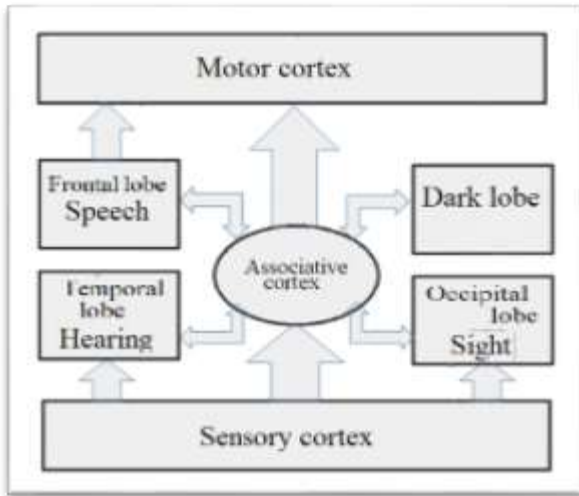 Motor cortex
Frontal lobe
Speech
Dark lobe
Associative
cortex
Temporal
lobe
Hearing
Occipital
lobe
Sight
Sensory cortex